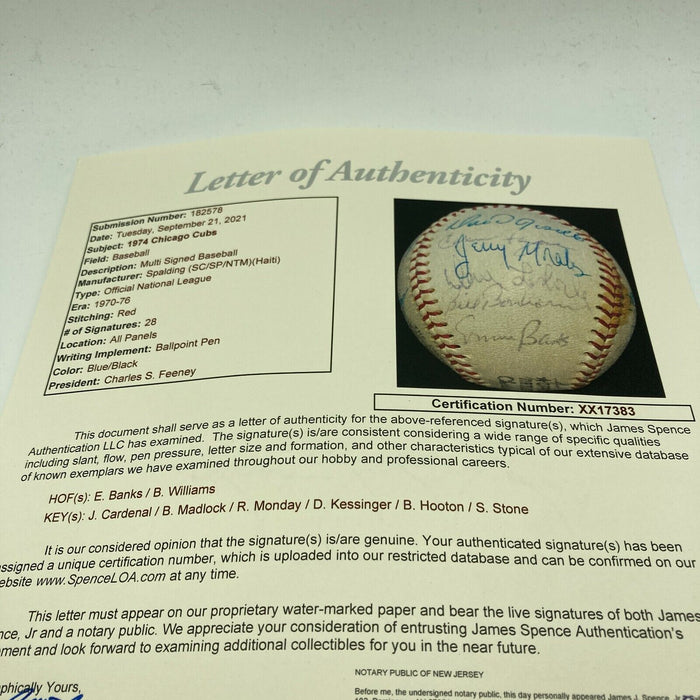 Letter of Authenticity
Submission Number: 182578
Date: Tuesday, September 21, 2021
Subject: 1974 Chicago Cubs
Field: Baseball
Description: Multi Signed Baseball
Manufacturer: Spalding (SC/SP/NTM)(Haiti)
Type: Official National League
Era: 1970-76
Stitching: Red
# of Signatures: 28
Location: All Panels
Writing Implement: Ballpoint Pen
Color: Blue/Black
President: Charles S. Feeney
Jerry Morales
Ernie Banks
Certification Number: XX17383
This document shall serve as a letter of authenticity for the above-referenced signature(s), which James Spence
Authentication LLC has examined. The signature(s) is/are consistent considering a wide range of specific qualities
including slant, flow, pen pressure, letter size and formation, and other characteristics typical of our extensive database
of known exemplars we have examined throughout our hobby and professional careers.
HOF(s): E. Banks / B. Williams
KEY(s): J. Cardenal / B. Madlock / R. Monday / D. Kessinger / B. Hooton / S. Stone
It is our considered opinion that the signature(s) is/are genuine. Your authenticated signature(s) has been
assigned a unique certification number, which is uploaded into our restricted database and can be confirmed on our
ebsite www.SpenceLOA.com at any time.
This letter must appear on our proprietary water-marked paper and bear the live signatures of both James
nce, Jr and a notary public. We appreciate your consideration of entrusting James Spence Authentication's
ment and look forward to examining additional collectibles for you in the near future.
phically Yours,
NOTARY PUBLIC OF NEW JERSEY
Before me, the undersigned notary public, this day personally appeared James J. Spence, Jr